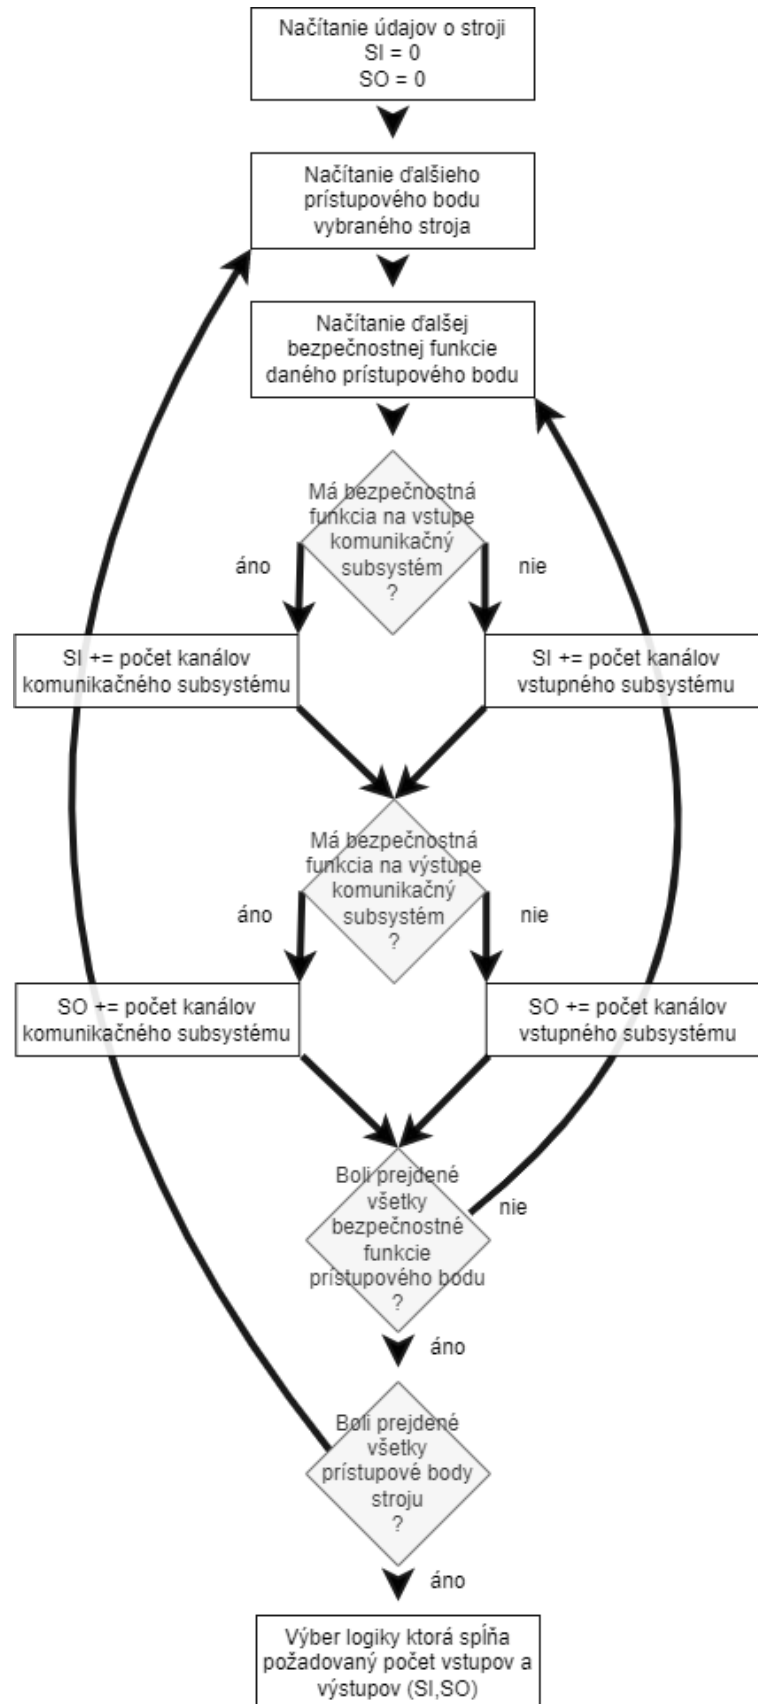 Načítanie údajov o stroji
SI = 0
SO = 0
Načítanie ďalšieho
prístupového bodu
vybraného stroja
Načítanie ďalšej
bezpečnostnej funkcie
daného prístupového bodu
Má bezpečnostná
funkcia na vstupe
komunikačný
subsystém
?
áno
nie
SI += počet kanálov
komunikačného subsystému
SI += počet kanálov
vstupného subsystému
Má bezpečnostná
funkcia na výstupe
komunikačný
subsystém
?
áno
nie
SO += počet kanálov
komunikačného subsystému
SO += počet kanálov
vstupného subsystému
Boli prejdené
všetky
bezpečnostné
funkcie
prístupového bodu
?
nie
áno
Boli prejdené
všetky
prístupové body
stroju
?
áno
Výber logiky ktorá spĺňa
požadovaný počet vstupov a
výstupov (SI,SO)